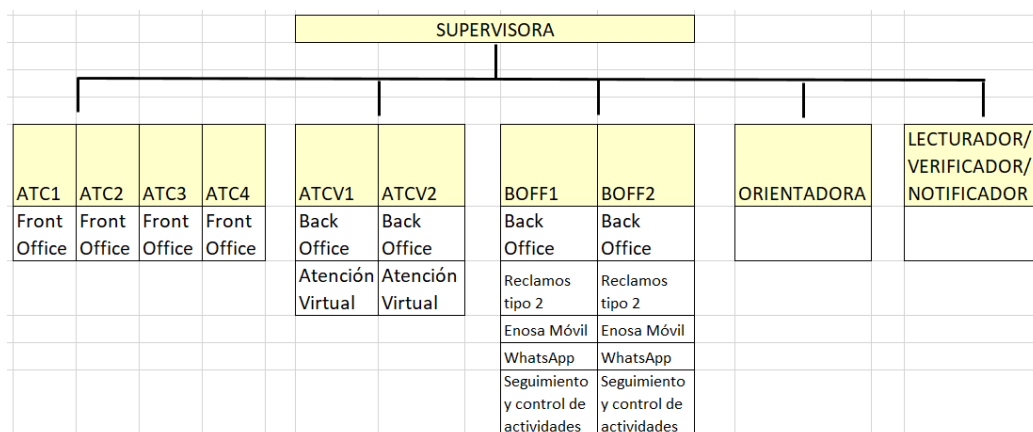 SUPERVISORA
LECTURADOR/
VERIFICADOR/
ATC1 ATC2 ATC3 ATC4 ATCV1 ATCV2 BOFF1 BOFF2 ORIENTADORA NOTIFICADOR
Front Front Front Front Back Back Back Back
Office Office Office Office Office Office Office Office
Atención Atención Reclamos Reclamos
Virtual Virtual tipo 2 tipo 2
Enosa Móvil Enosa Móvil
WhatsApp WhatsApp
Seguimiento Seguimiento
y control de y control de
actividades actividades